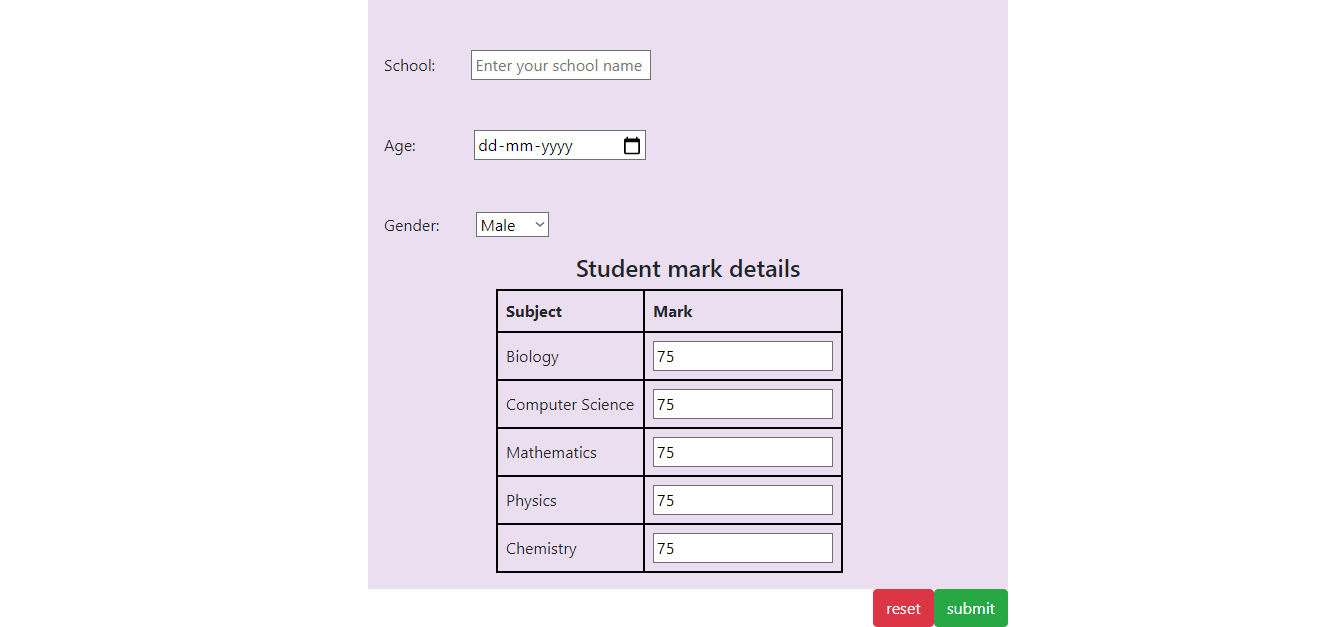 School: Enter your school name
Age: dd-mm-yyyy
Gender: Male
Student mark details
Subject Mark
Biology 75
Computer Science 75
Mathematics 75
Physics 75
Chemistry 75
reset submit